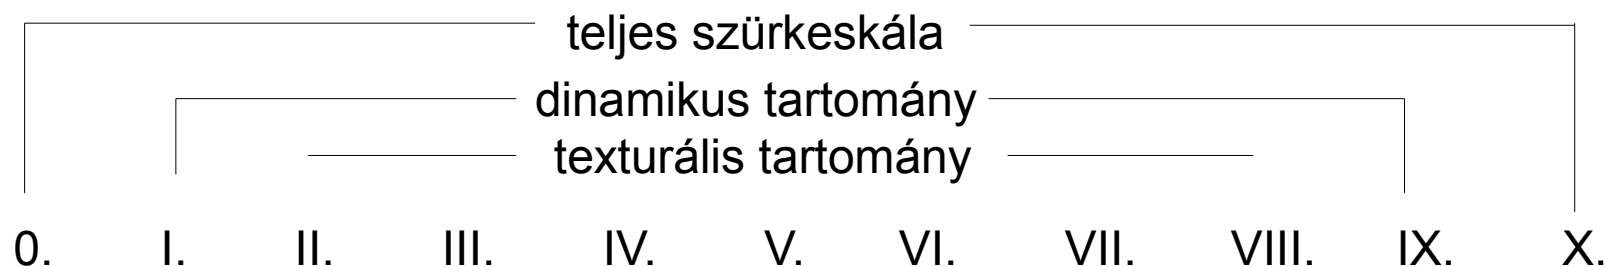 teljes szürkeskála
dinamikus tartomány
texturális tartomány
0. I. II. III. IV. V. VI. VII. VIII. IX. X.